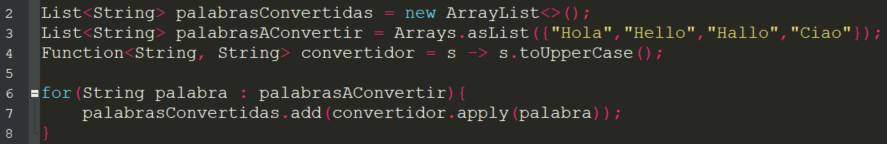 2 List<String> palabrasConvertidas = new ArrayList<>();
3 List<String> palabrasAConvertir = Arrays.asList({"Hola","Hello","Hallo","Ciao"});
4 Function<String, String> convertidor = s -> s.toUpperCase();
5
6 for(String palabra : palabrasAConvertir){
7 palabrasConvertidas.add(convertidor.apply(palabra));
8 }